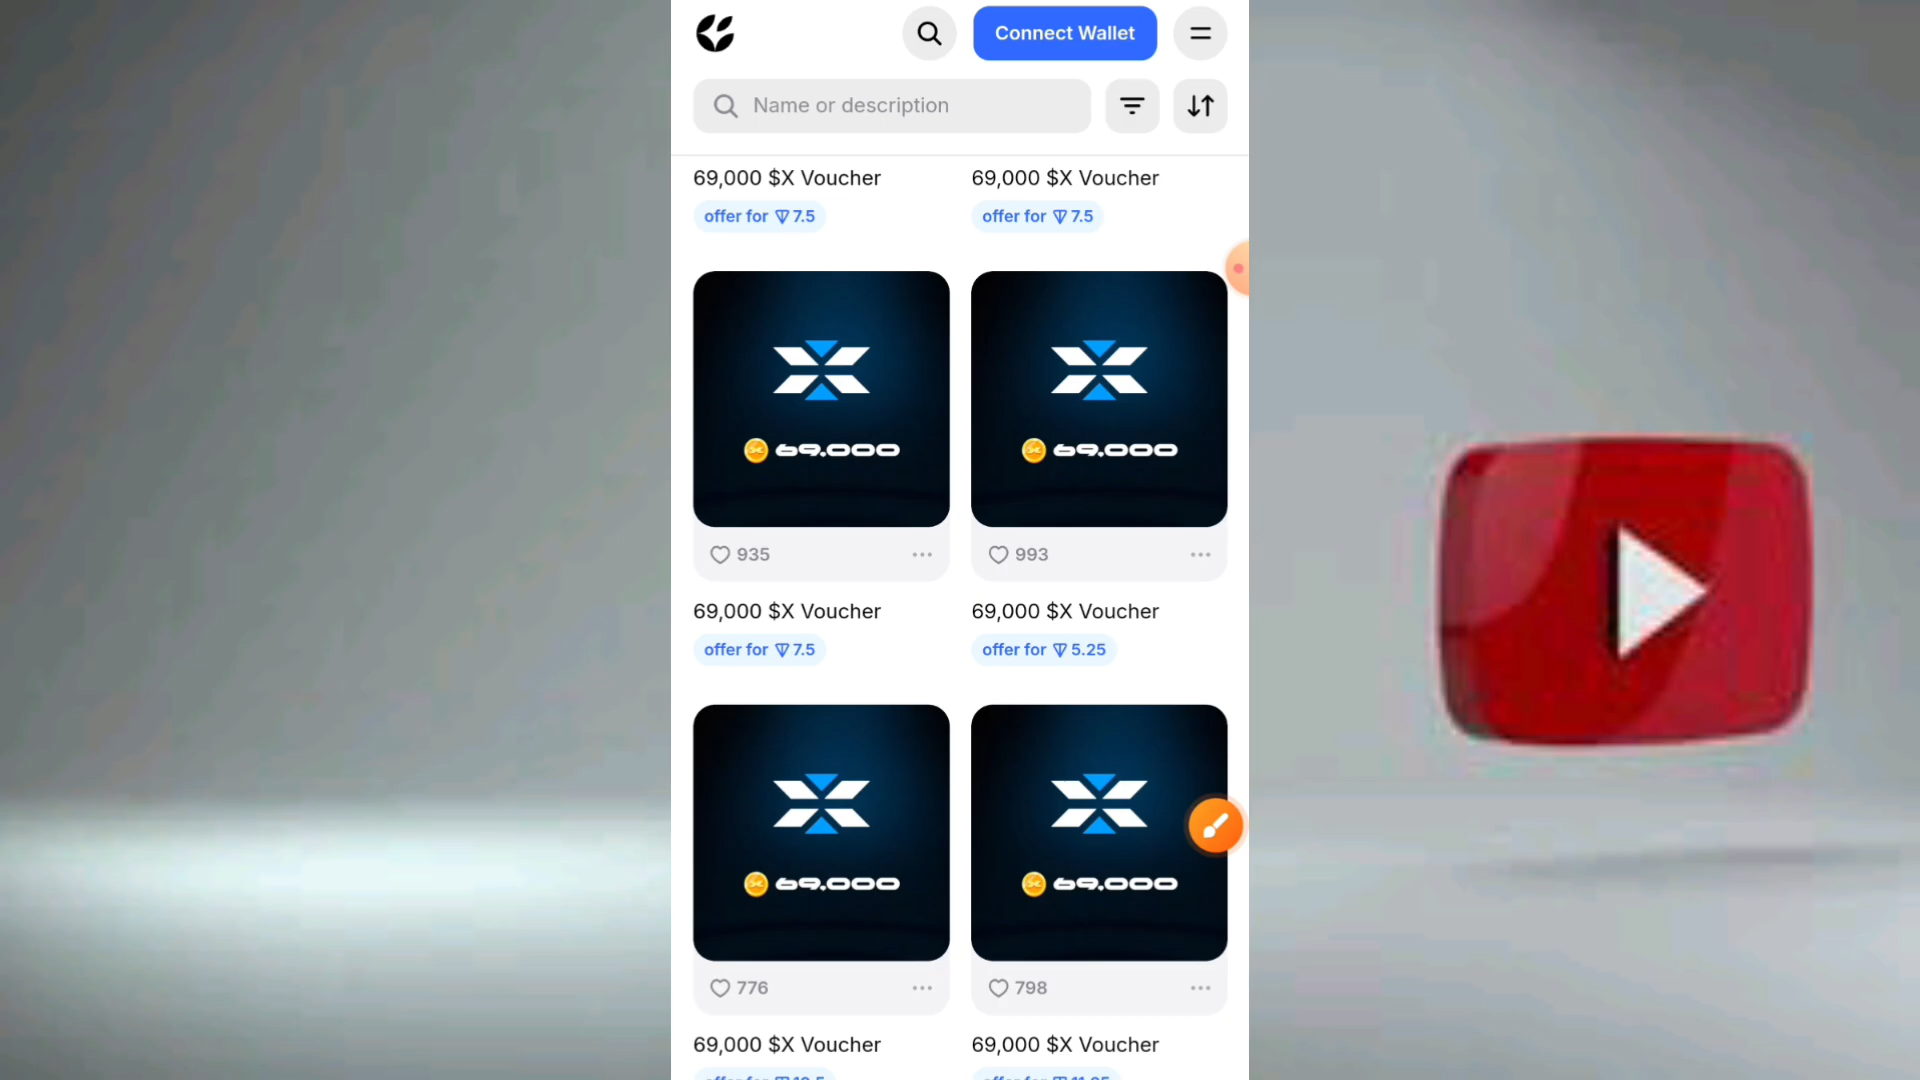 Connect Wallet
Name or description
69,000 $X Voucher
69,000 $X Voucher
offer for 7.5
offer for 7.5
69.000
69.000
935
993
69,000 $X Voucher
69,000 $X Voucher
offer for 7.5
offer for 5.25
69.000
69.000
776
798
69,000 $X Voucher
69,000 $X Voucher